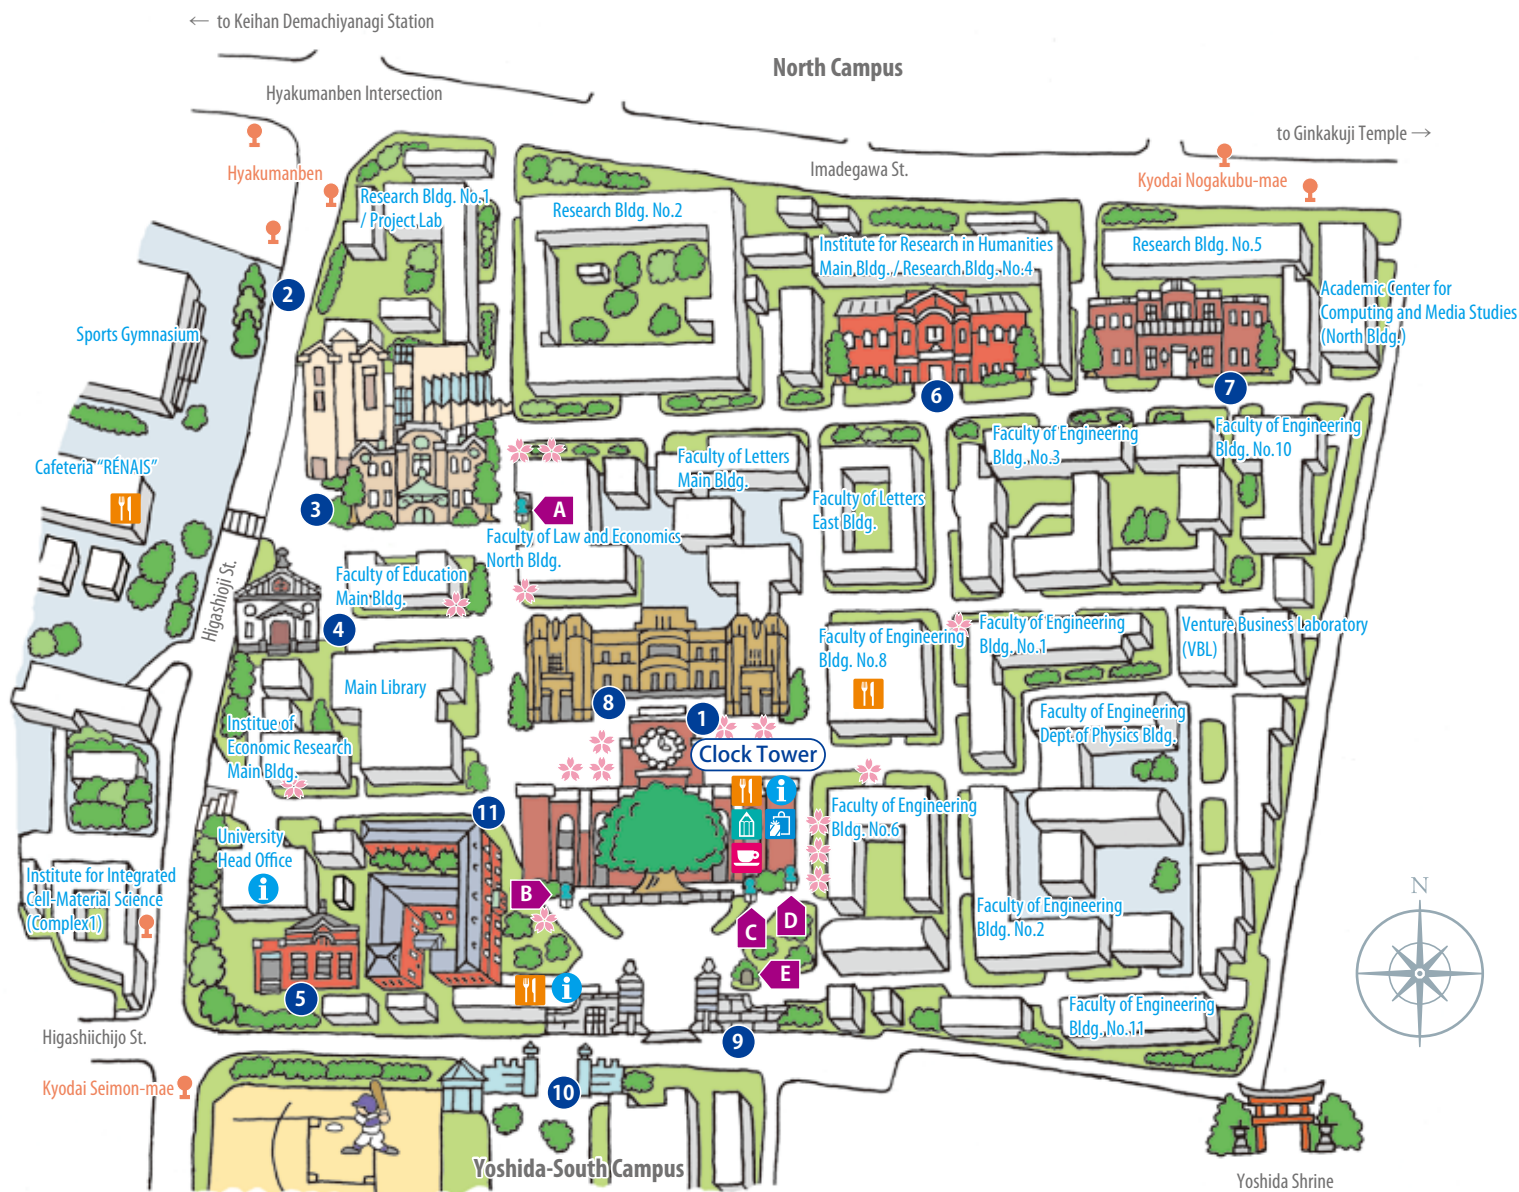 ← to Keihan Demachiyanagi Station
North Campus
Hyakumanben Intersection
to Ginkakuji Temple →
Imadegawa St.
Hyakumanben
Kyodai Nogakubu-mae
Research Bldg. No.1
/ Project Lab
Research Bldg. No.2
Institute for Research in Humanities
Main Bldg. / Research Bldg. No.4
Research Bldg. No.5
Academic Center for
Computing and Media Studies
(North Bldg.)
2
Sports Gymnasium
6
7
Faculty of Engineering
Bldg. No.3
Faculty of Engineering
Bldg. No.10
Cafeteria “RÉNAIS”
Faculty of Letters
Main Bldg.
Faculty of Letters
East Bldg.
3
A
Faculty of Law and Economics
North Bldg.
Higashioji St.
Faculty of Education
Main Bldg.
4
Faculty of Engineering
Bldg. No.8
Faculty of Engineering
Bldg. No.1
Venture Business Laboratory
(VBL)
Main Library
8
1
Clock Tower
Institue of
Economic Research
Main Bldg.
Faculty of Engineering
Dept.of Physics Bldg.
11
i
Faculty of Engineering
Bldg. No.6
University
Head Office
i
Institute for Integrated
Cell-Material Science
(Complex1)
B
C
D
E
Faculty of Engineering
Bldg. No.2
N
5
i
Faculty of Engineering
Bldg. No.11
Higashiichijo St.
9
Kyodai Seimon-mae
10
Yoshida-South Campus
Yoshida Shrine